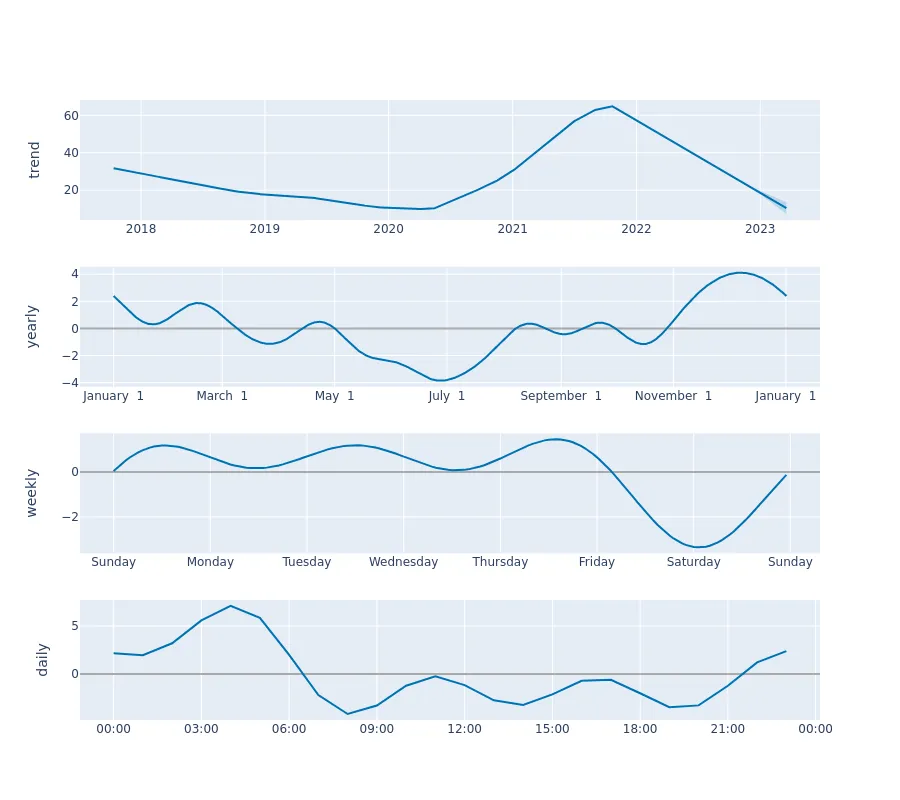 trend
60
40
20
2018 2019 2020 2021 2022 2023
yearly
4
2
0
−2
−4
January 1 March 1 May 1 July 1 September 1 November 1 January 1
weekly
0
−2
Sunday Monday Tuesday Wednesday Thursday Friday Saturday Sunday
daily
5
0
00:00 03:00 06:00 09:00 12:00 15:00 18:00 21:00 00:00